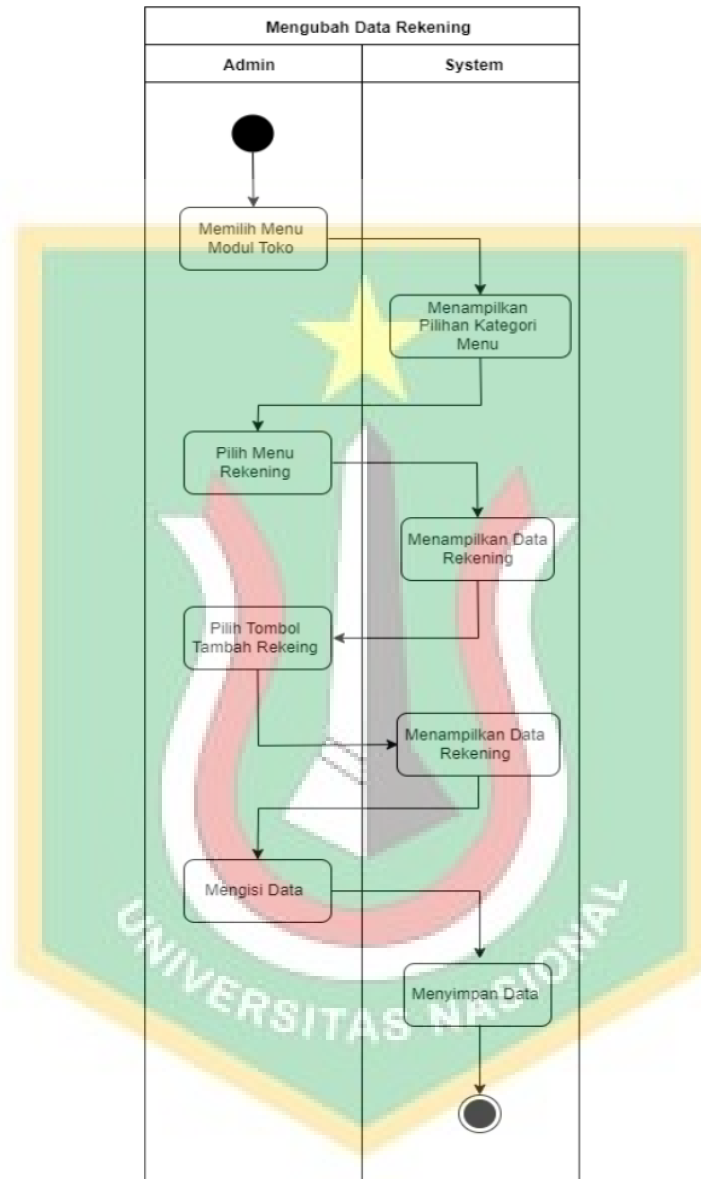 Mengubah Data Rekening
Admin
System
Memilih Menu
Modul Toko
Menampilkan
Pilihan Kategori
Menu
Pilih Menu
Rekening
Menampilkan Data
Rekening
Pilih Tombol
Tambah Rekeing
Menampilkan Data
Rekening
Mengisi Data
Menyimpan Data
UNIVERSITAS NASIONAL